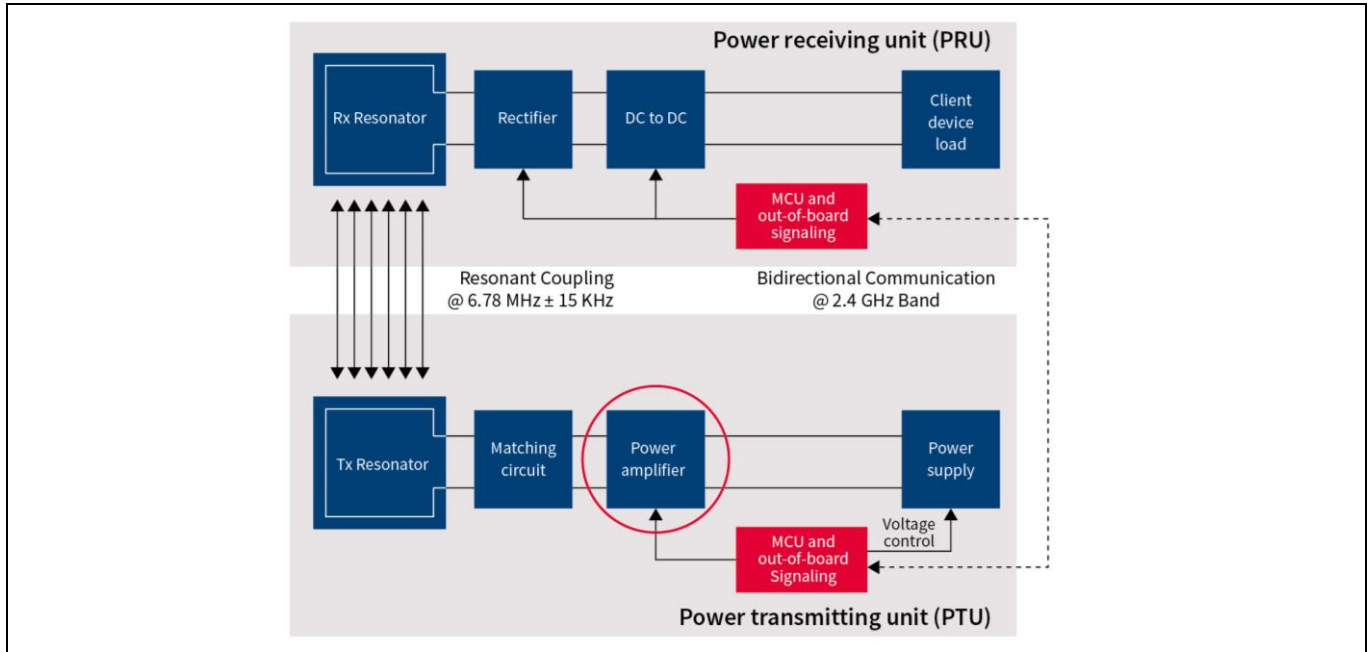 Power receiving unit (PRU)
Rx Resonator
Rectifier
DC to DC
Client
device
load
MCU and
out-of-board
signaling
Resonant Coupling
@ 6.78 MHz ± 15 KHz
Bidirectional Communication
@ 2.4 GHz Band
Tx Resonator
Matching
circuit
Power
amplifier
Power
supply
Voltage
control
MCU and
out-of-board
Signaling
Power transmitting unit (PTU)